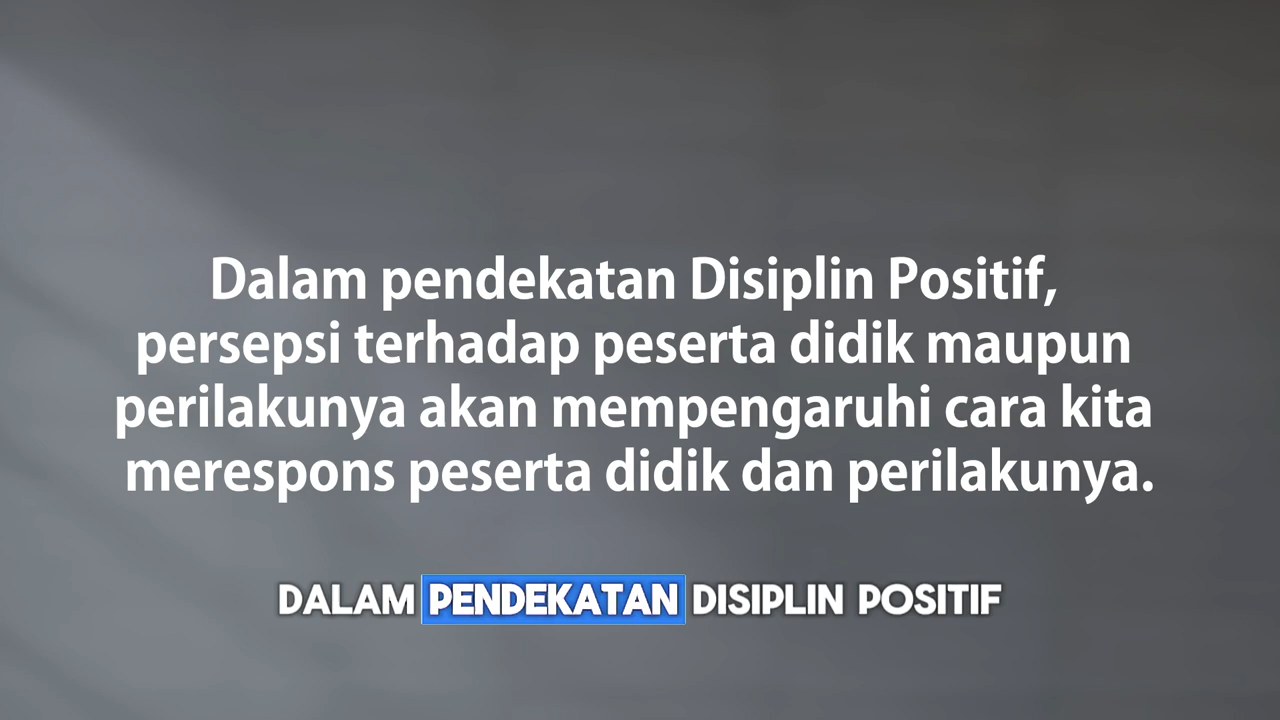 Dalam pendekatan Disiplin Positif,
persepsi terhadap peserta didik maupun
perilakunya akan mempengaruhi cara kita
merespons peserta didik dan perilakunya.
DALAM PENDEKATAN DISIPLIN POSITIF